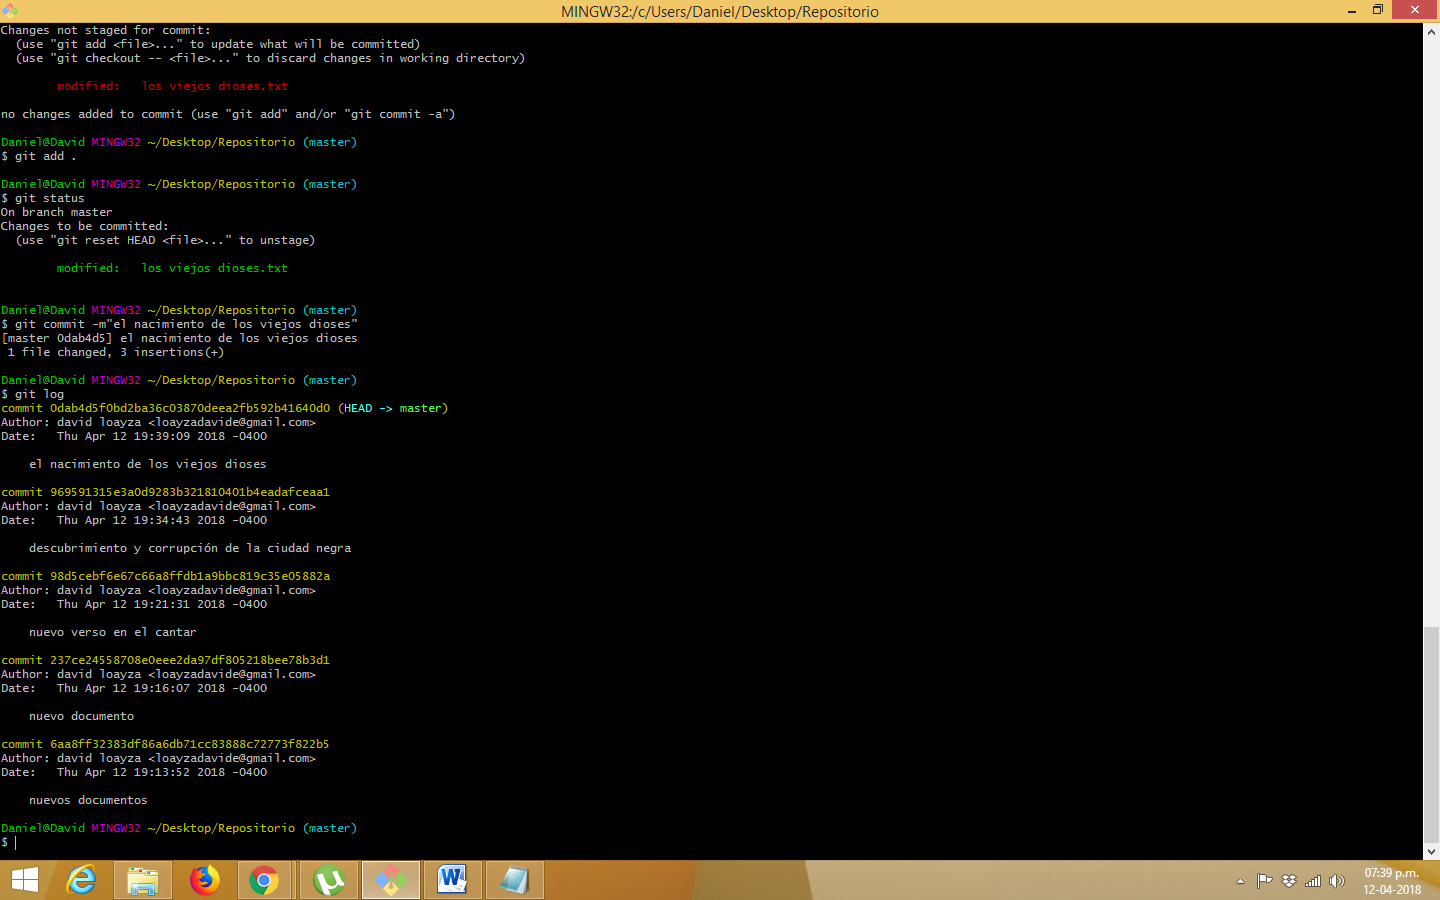 MINGW32:/c/Users/Daniel/Desktop/Repositorio
Changes not staged for commit:
(use "git add <file>..." to update what will be committed)
(use "git checkout -- <file>..." to discard changes in working directory)
modified:   los viejos dioses.txt
no changes added to commit (use "git add" and/or "git commit -a")
Daniel@David MINGW32 ~/Desktop/Repositorio (master)
$ git add .
Daniel@David MINGW32 ~/Desktop/Repositorio (master)
$ git status
On branch master
Changes to be committed:
(use "git reset HEAD <file>..." to unstage)
modified:   los viejos dioses.txt
Daniel@David MINGW32 ~/Desktop/Repositorio (master)
$ git commit -m"el nacimiento de los viejos dioses"
[master 0dab4d5] el nacimiento de los viejos dioses
1 file changed, 3 insertions(+)
Daniel@David MINGW32 ~/Desktop/Repositorio (master)
$ git log
commit 0dab4d5f0bd2ba36c03870deea2fb592b41640d0 (HEAD -> master)
Author: david loayza <loayzadavide@gmail.com>
Date:   Thu Apr 12 19:39:09 2018 -0400
el nacimiento de los viejos dioses
commit 969591315e3a0d9283b321810401b4eadafceaa1
Author: david loayza <loayzadavide@gmail.com>
Date:   Thu Apr 12 19:34:43 2018 -0400
descubrimiento y corrupción de la ciudad negra
commit 98d5cebf6e67c66a8ffdb1a9bbc819c35e05882a
Author: david loayza <loayzadavide@gmail.com>
Date:   Thu Apr 12 19:21:31 2018 -0400
nuevo verso en el cantar
commit 237ce24558708e0eee2da97df805218bee78b3d1
Author: david loayza <loayzadavide@gmail.com>
Date:   Thu Apr 12 19:16:07 2018 -0400
nuevo documento
commit 6aa8ff32383df86a6db71cc83888c72773f822b5
Author: david loayza <loayzadavide@gmail.com>
Date:   Thu Apr 12 19:13:52 2018 -0400
nuevos documentos
Daniel@David MINGW32 ~/Desktop/Repositorio (master)
$
07:39 p.m.
12-04-2018